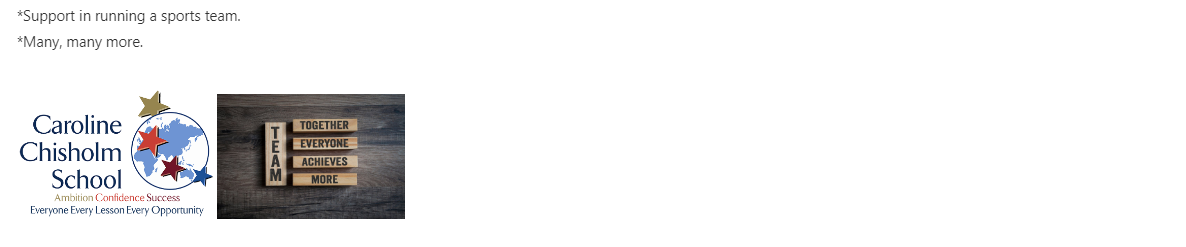 *Support in running a sports team.
*Many, many more.
Caroline
Chisholm
School
Ambition Confidence Success
Everyone Every Lesson Every Opportunity
TEAM
TOGETHER
EVERYONE
ACHIEVES
MORE